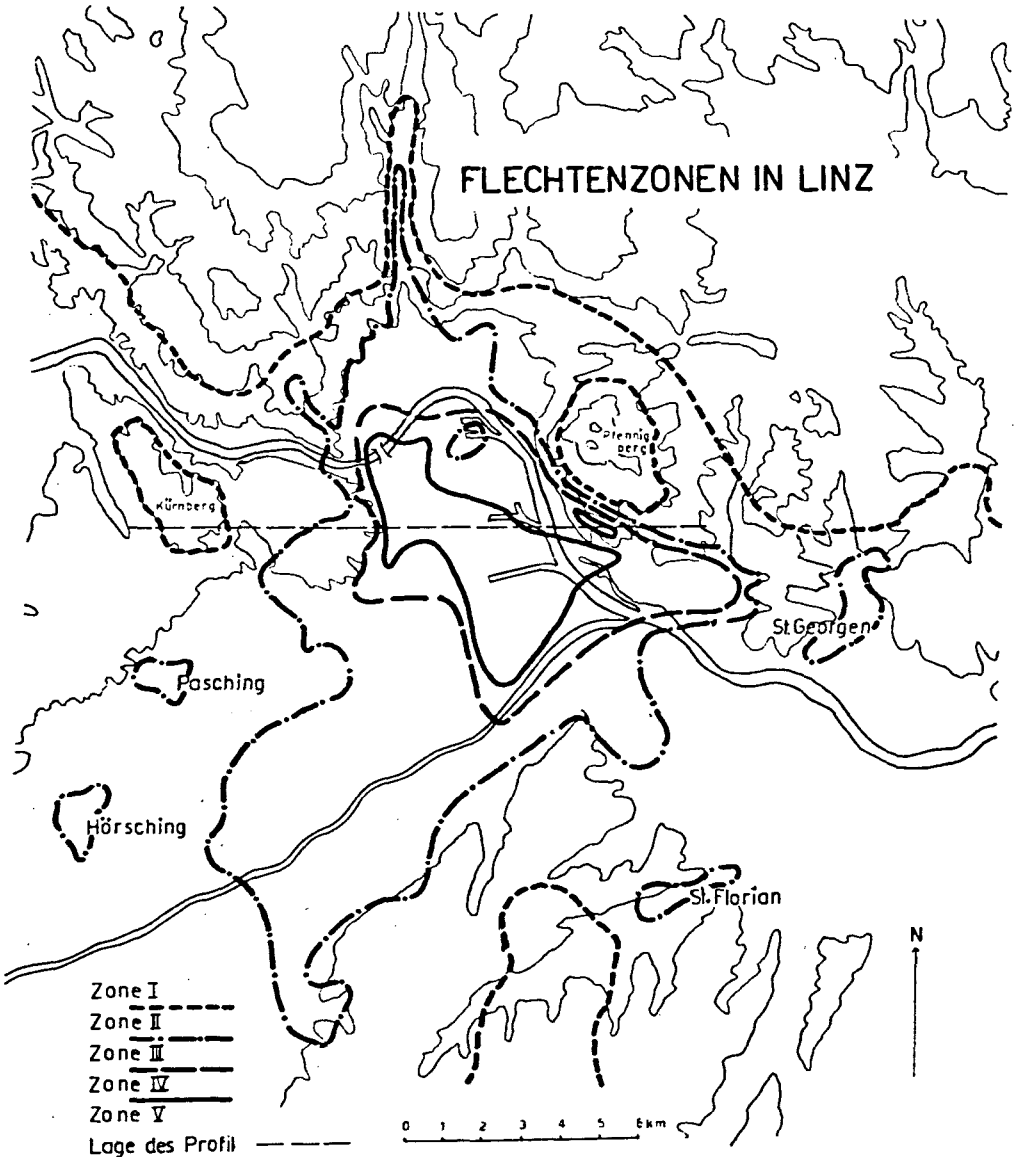 FLECHTENZONEN IN LINZ
Pfennig
berg
Kürnberg
St.Georgen
Pasching
Hörsching
St.Florian
N
Zone I
Zone II
Zone III
Zone IV
Zone V
Lage des Profil
0 1 2 4 5 6km